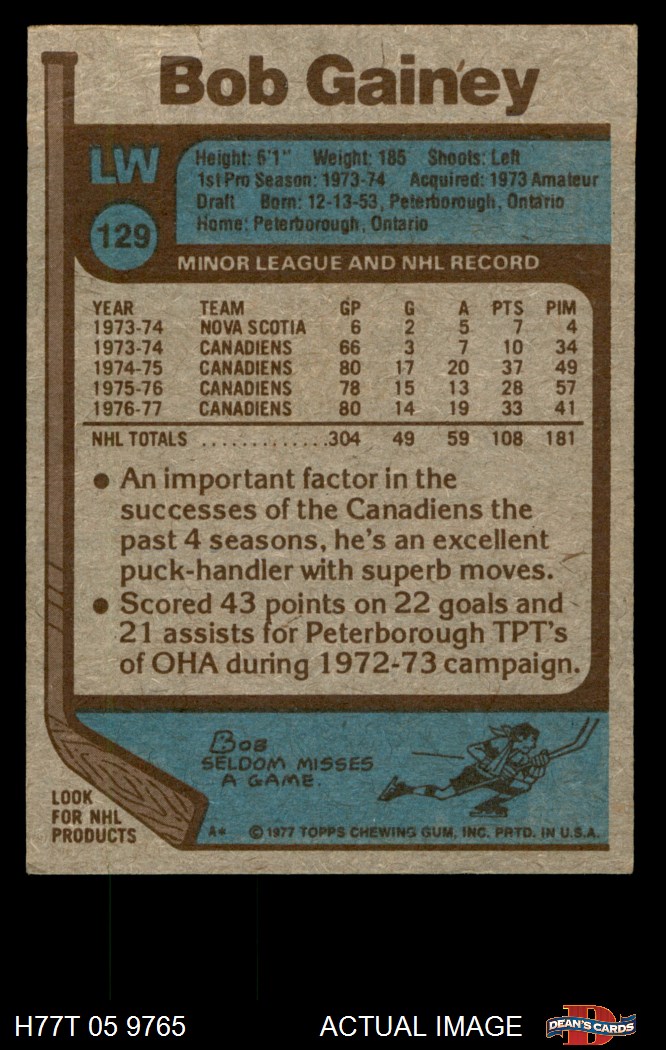 Bob Gainey
LW
129
Height: 6'1" Weight: 185 Shoots: Left
1st Pro Season: 1973-74 Acquired: 1973 Amateur
Draft Born: 12-13-53, Peterborough, Ontario
Home: Peterborough, Ontario
MINOR LEAGUE AND NHL RECORD
YEAR TEAM GP G A PTS PIM
1973-74 NOVA SCOTIA 6 2 5 7 4
1973-74 CANADIENS 66 3 7 10 34
1974-75 CANADIENS 80 17 20 37 49
1975-76 CANADIENS 78 15 13 28 57
1976-77 CANADIENS 80 14 19 33 41
NHL TOTALS .............304 49 59 108 181
● An important factor in the
successes of the Canadiens the
past 4 seasons, he's an excellent
puck-handler with superb moves.
● Scored 43 points on 22 goals and
21 assists for Peterborough TPT's
of OHA during 1972-73 campaign.
BOB
SELDOM MISSES
A GAME.
LOOK
FOR NHL
PRODUCTS
A* © 1977 TOPPS CHEWING GUM, INC. PRTD. IN U.S.A.
H77T 05 9765 ACTUAL IMAGE D DEAN'S CARDS